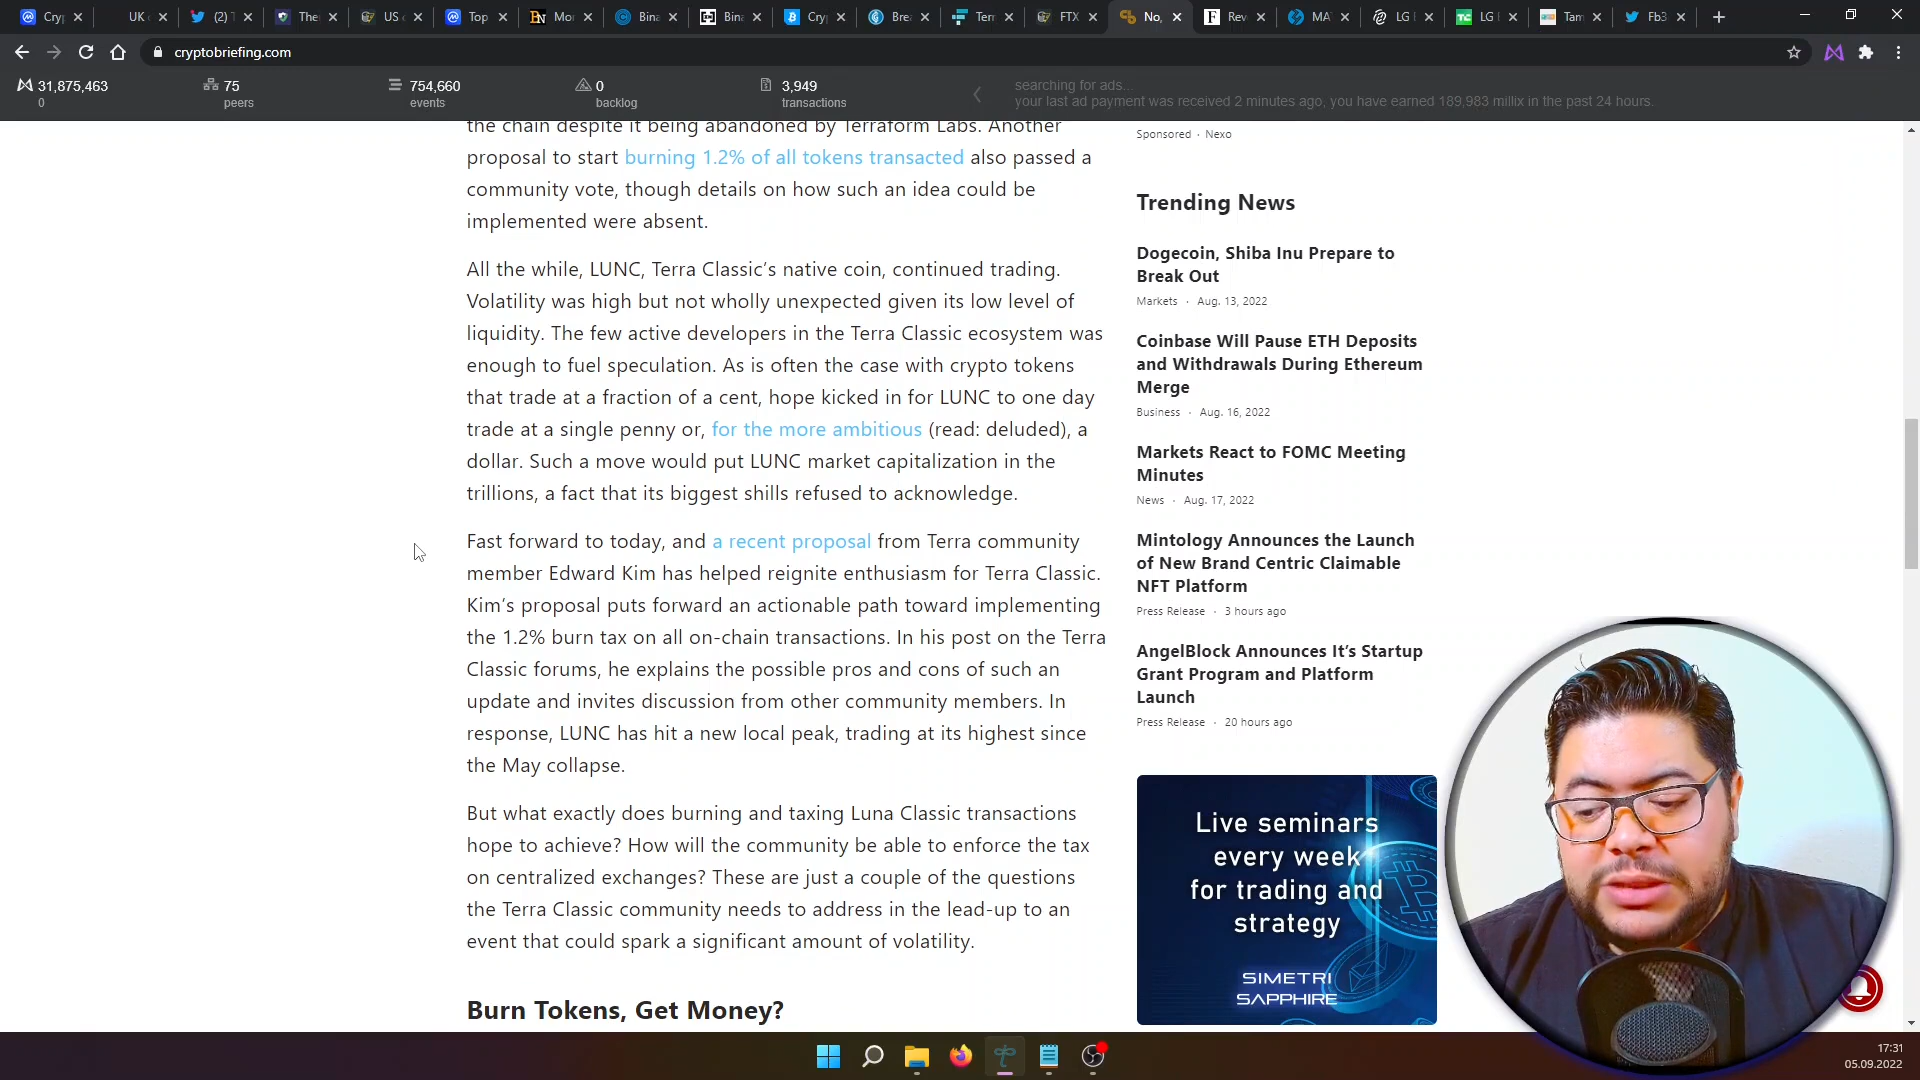 Cryp
UK
(2) T
Ther
US
Top
Mor
Bina
Bina
Cryp
Brea
Terr
FTX
No,
Rev
MA
LG
LG
Tam
Fb3
cryptobriefing.com
31,875,463
0
75
peers
754,660
events
0
backlog
3,949
transactions
searching for ads...
your last ad payment was received 2 minutes ago, you have earned 189,983 millix in the past 24 hours.
the chain despite it being abandoned by Terraform Labs. Another
proposal to start burning 1.2% of all tokens transacted also passed a
community vote, though details on how such an idea could be
implemented were absent.
All the while, LUNC, Terra Classic’s native coin, continued trading.
Volatility was high but not wholly unexpected given its low level of
liquidity. The few active developers in the Terra Classic ecosystem was
enough to fuel speculation. As is often the case with crypto tokens
that trade at a fraction of a cent, hope kicked in for LUNC to one day
trade at a single penny or, for the more ambitious (read: deluded), a
dollar. Such a move would put LUNC market capitalization in the
trillions, a fact that its biggest shills refused to acknowledge.
Fast forward to today, and a recent proposal from Terra community
member Edward Kim has helped reignite enthusiasm for Terra Classic.
Kim’s proposal puts forward an actionable path toward implementing
the 1.2% burn tax on all on-chain transactions. In his post on the Terra
Classic forums, he explains the possible pros and cons of such an
update and invites discussion from other community members. In
response, LUNC has hit a new local peak, trading at its highest since
the May collapse.
But what exactly does burning and taxing Luna Classic transactions
hope to achieve? How will the community be able to enforce the tax
on centralized exchanges? These are just a couple of the questions
the Terra Classic community needs to address in the lead-up to an
event that could spark a significant amount of volatility.
Burn Tokens, Get Money?
Sponsored · Nexo
Trending News
Dogecoin, Shiba Inu Prepare to
Break Out
Markets · Aug. 13, 2022
Coinbase Will Pause ETH Deposits
and Withdrawals During Ethereum
Merge
Business · Aug. 16, 2022
Markets React to FOMC Meeting
Minutes
News · Aug. 17, 2022
Mintology Announces the Launch
of New Brand Centric Claimable
NFT Platform
Press Release · 3 hours ago
AngelBlock Announces It’s Startup
Grant Program and Platform
Launch
Press Release · 20 hours ago
Live seminars
every week
for trading and
strategy
SIMETRI
SAPPHIRE
17:31
05.09.2022